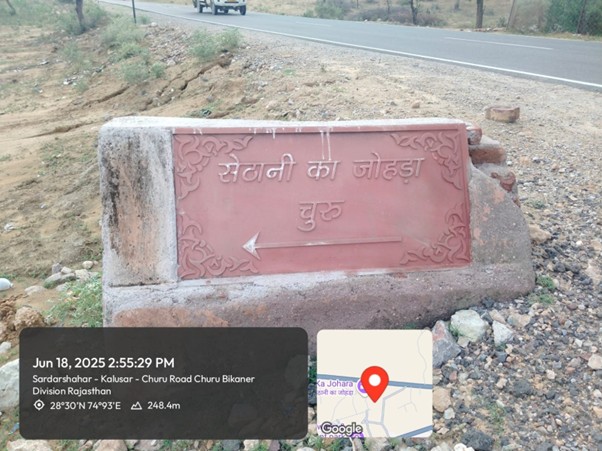 सेठानी का जोहड़ा
चुरु
Jun 18, 2025 2:55:29 PM
Sardarshahar - Kalusar - Churu Road Churu Bikaner
Division Rajasthan
28°30'N 74°93'E 248.4m
Ka Johara
Google